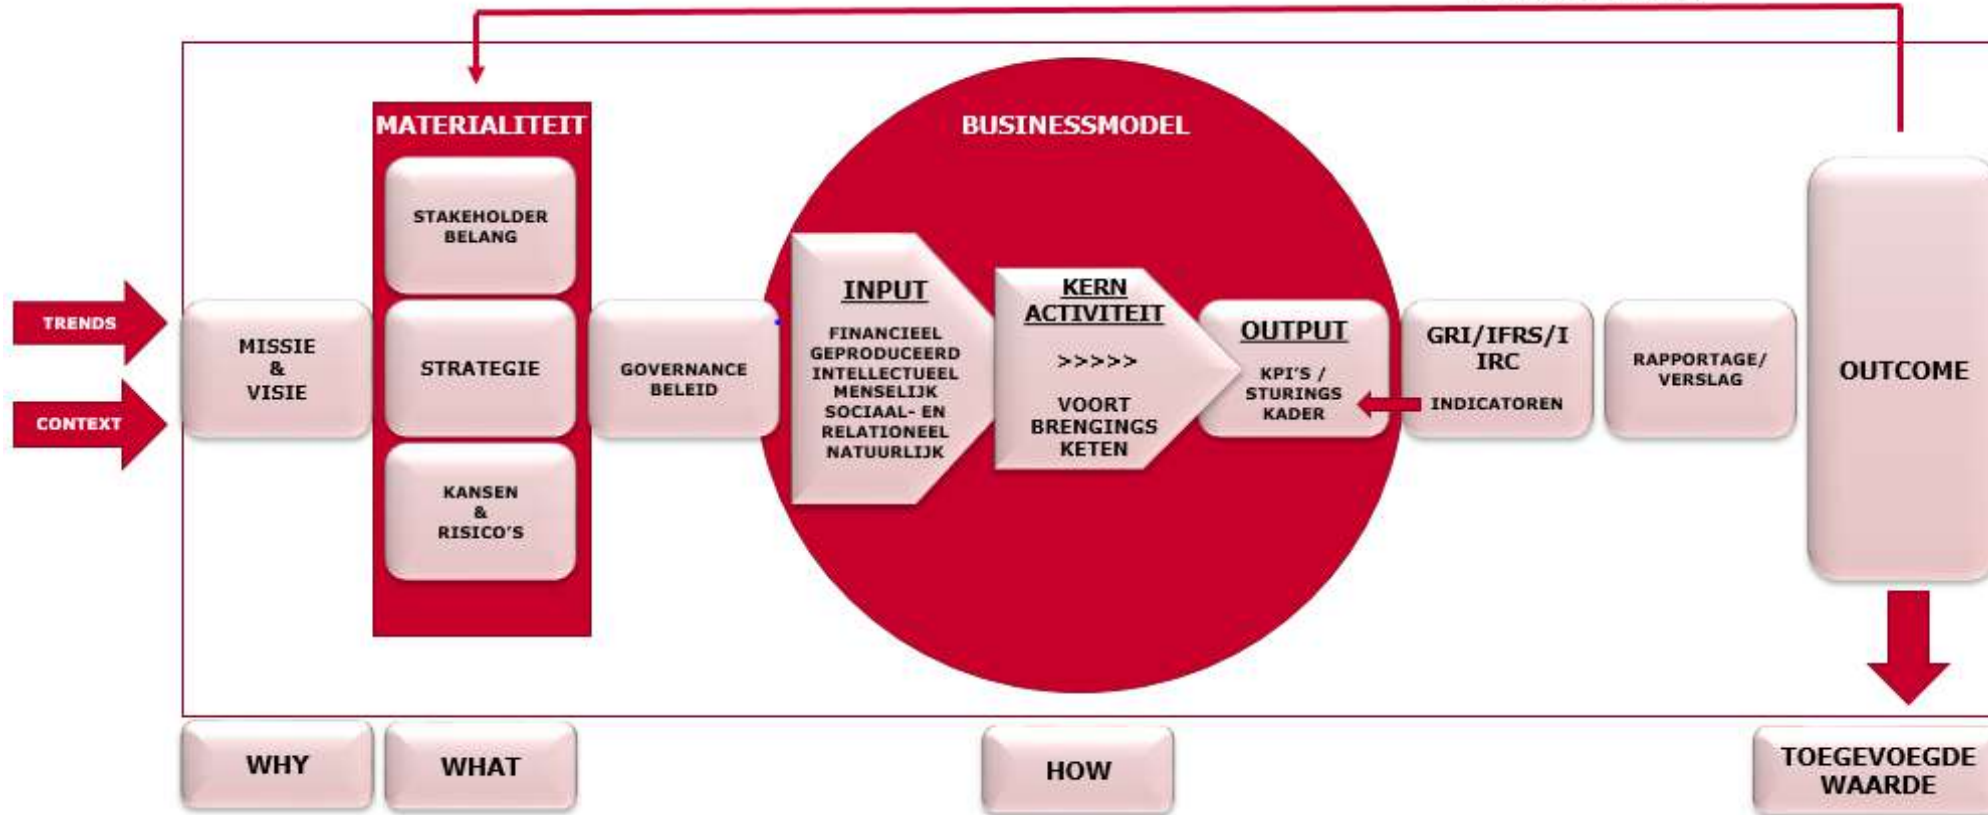 TRENDS
CONTEXT
MISSIE
&
VISIE
MATERIALITEIT
STAKEHOLDER
BELANG
STRATEGIE
KANSEN
&
RISICO'S
GOVERNANCE
BELEID
BUSINESSMODEL
INPUT
FINANCIEEL
GEPRODUCEERD
INTELLECTUEEL
MENSELIJK
SOCIAAL- EN
RELATIONEEL
NATUURLIJK
KERN
ACTIVITEIT
>>>>>
VOORT
BRENGINGS
KETEN
OUTPUT
KPI'S /
STURINGS
KADER
GRI/IFRS/I
IRC
INDICATOREN
RAPPORTAGE/
VERSLAG
OUTCOME
WHY
WHAT
HOW
TOEGEVOEGDE
WAARDE